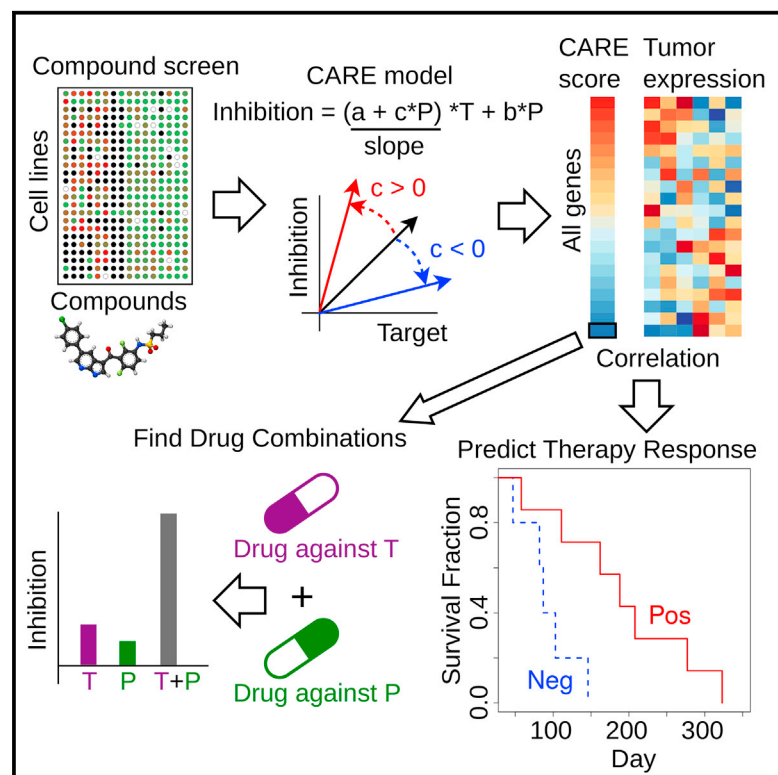 Compound screen
Cell lines
Compounds
CARE model
Inhibition = (a + c*P) *T + b*P
slope
c > 0
c < 0
Inhibition
Target
CARE
score
Tumor
expression
All genes
Correlation
Find Drug Combinations
Drug against T
+
Drug against P
Inhibition
T P T+P
Predict Therapy Response
Survival Fraction
0.8
0.4
0.0
Pos
Neg
100 200 300
Day